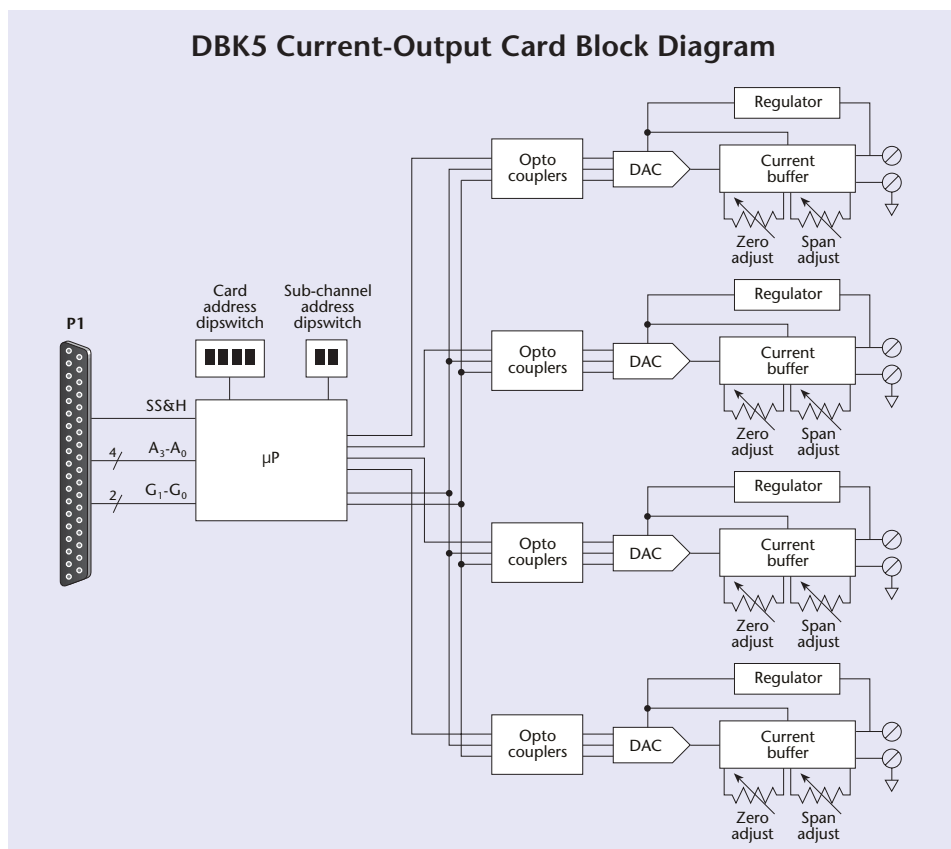 DBK5 Current-Output Card Block Diagram
Regulator
Opto
couplers
DAC
Current
buffer
Zero
adjust
Span
adjust
Regulator
Opto
couplers
DAC
Current
buffer
Zero
adjust
Span
adjust
Card
address
dipswitch
Sub-channel
address
dipswitch
P1
SS&H
4
A₃-A₀
2
G₁-G₀
µP
Regulator
Opto
couplers
DAC
Current
buffer
Zero
adjust
Span
adjust
Regulator
Opto
couplers
DAC
Current
buffer
Zero
adjust
Span
adjust